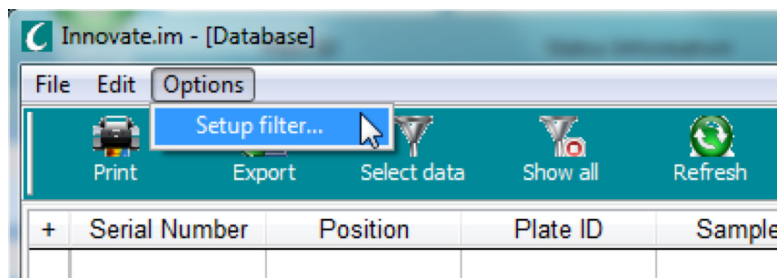 Innovate.im - [Database]
File Edit Options
Setup filter...
Print Export Select data Show all Refresh
+ Serial Number Position Plate ID Sample